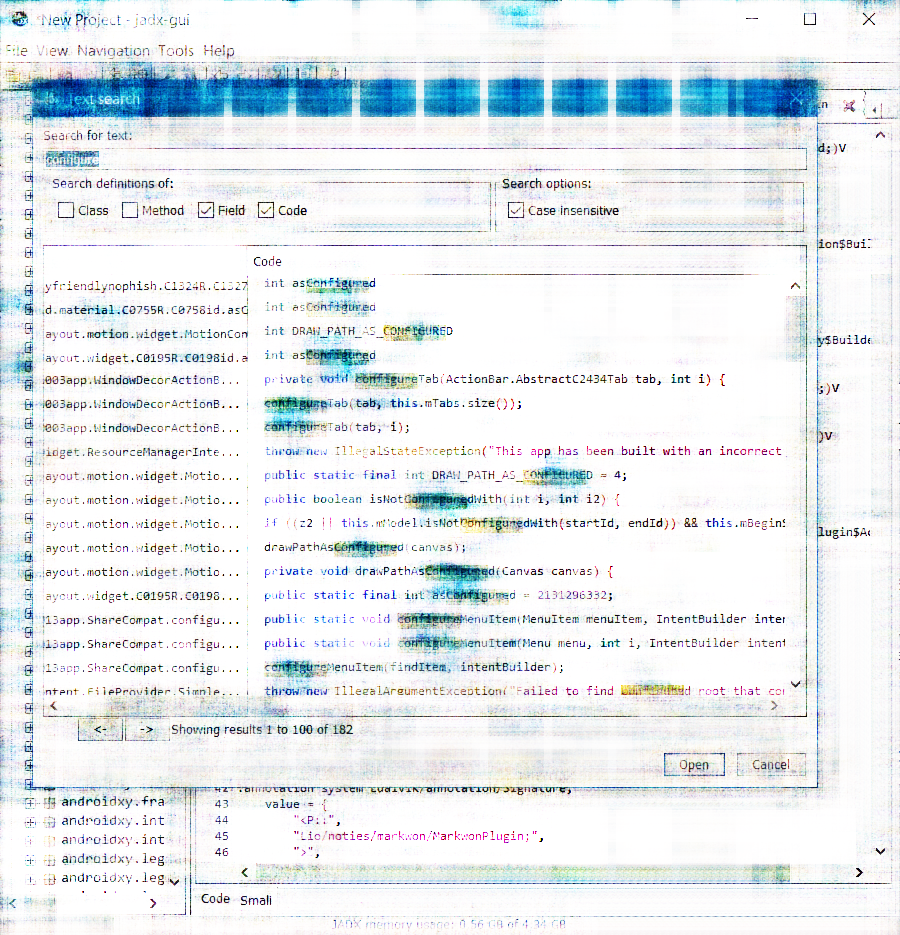 New Project - jadx-gui
File View Navigation Tools Help
Text search
Search for text:
configure
Search definitions of:
Search options:
Class Method Field Code
Case insensitive
d;)V
ion$Buil
y$Builde
;)V
)V
lugin$Ac
Code
yfriendlynophish.C1324R.C1327 int asConfigured
d.material.C0755R.C0758id.asC int asConfigured
ayout.motion.widget.MotionCon int DRAW_PATH_AS_CONFIGURED
avout.widget.C0195R.C0198id.a int asConfigured
003app.WindowDecorActionB... private void configureTab(ActionBar.AbstractC2434Tab tab, int i) {
003app.WindowDecorActionB... configureTab(tab, this.mTabs.size());
003app.WindowDecorActionB... configureTab(tab, i);
idget.ResourceManagerInte... throw new IllegalStateException("This app has been built with an incorrect
ayout.motion.widget.Motio... public static final int DRAW_PATH_AS_CONFIGURED = 4;
ayout.motion.widget.Motio... public boolean isNotConfiguredWith(int i, int i2) {
ayout.motion.widget.Motio... if ((z2 || this.mModel.isNotConfiguredWith(startId, endId)) && this.mBeginS
ayout.motion.widget.Motio... drawPathAsConfigured(canvas);
ayout.motion.widget.Motio... private void drawPathAsConfigured(Canvas canvas) {
ayout.widget.C0195R.C0198... public static final int asConfigured = 2131296332;
13app.ShareCompat.configu... public static void configureMenuItem(MenuItem menuItem, IntentBuilder inten
13app.ShareCompat.configu... public static void configureMenuItem(Menu menu, int i, IntentBuilder intent
13app.ShareCompat.configu... configureMenuItem(findItem, intentBuilder);
ntent.FileProvider.Simple... throw new IllegalArgumentException("Failed to find configured root that co
<- -> Showing results 1 to 100 of 182
Open Cancel
42 .annotation system Ldalvik/annotation/Signature;
androidxy.fra
43 value = {
androidxy.int
44 "<P::",
androidxy.int
45 "Lio/noties/markwon/MarkwonPlugin;",
androidxy.leg
46 ">",
androidxy.leg
Code Smali
JADX memory usage: 0.56 GB of 4.34 GB